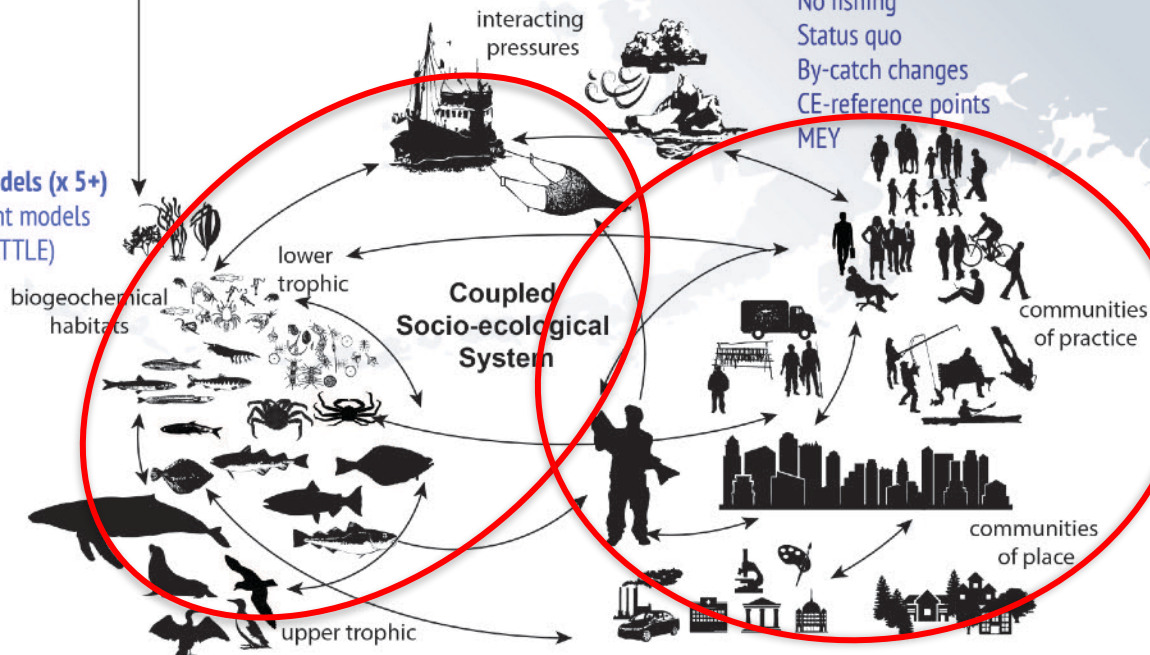 interacting
pressures
No fishing
Status quo
By-catch changes
CE-reference points
MEY
dels (x 5+)
nt models
TTLE)
lower
trophic
biogeochemical
habitats
Coupled
Socio-ecological
System
communities
of practice
communities
of place
upper trophic